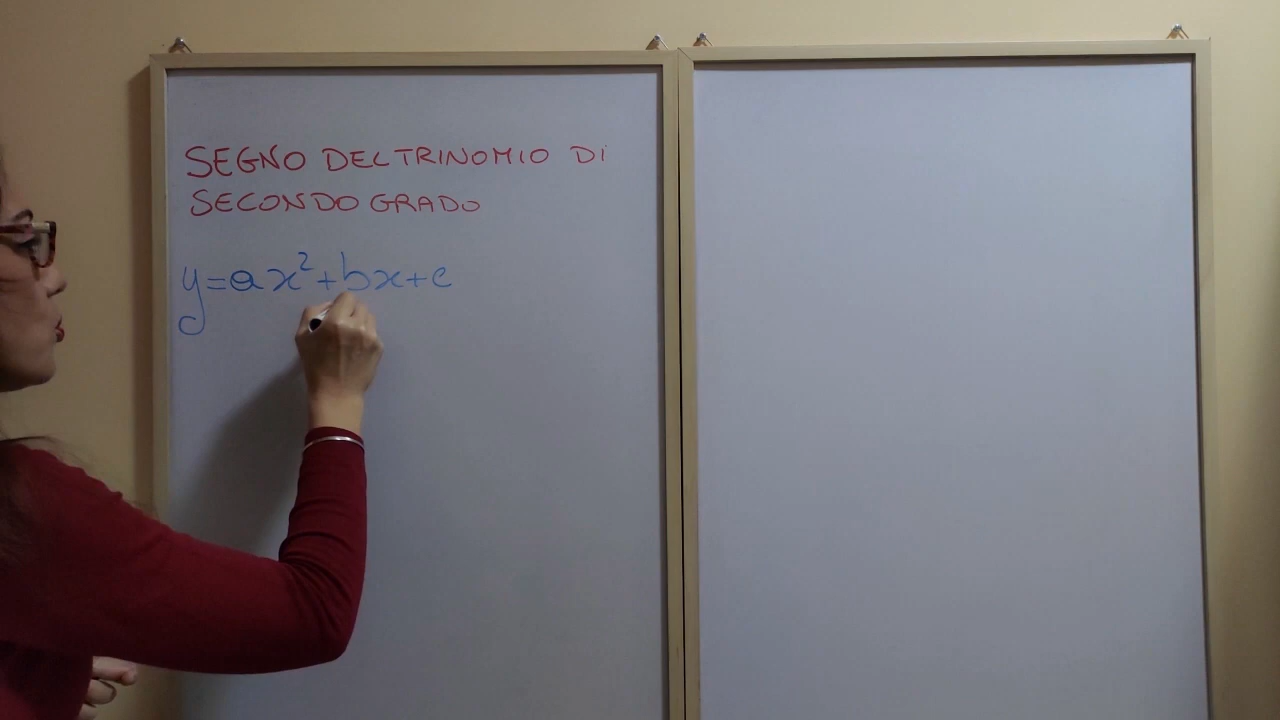 SEGNO DEL TRINOMIO DI
SECONDO GRADO
y=ax²+bx+c